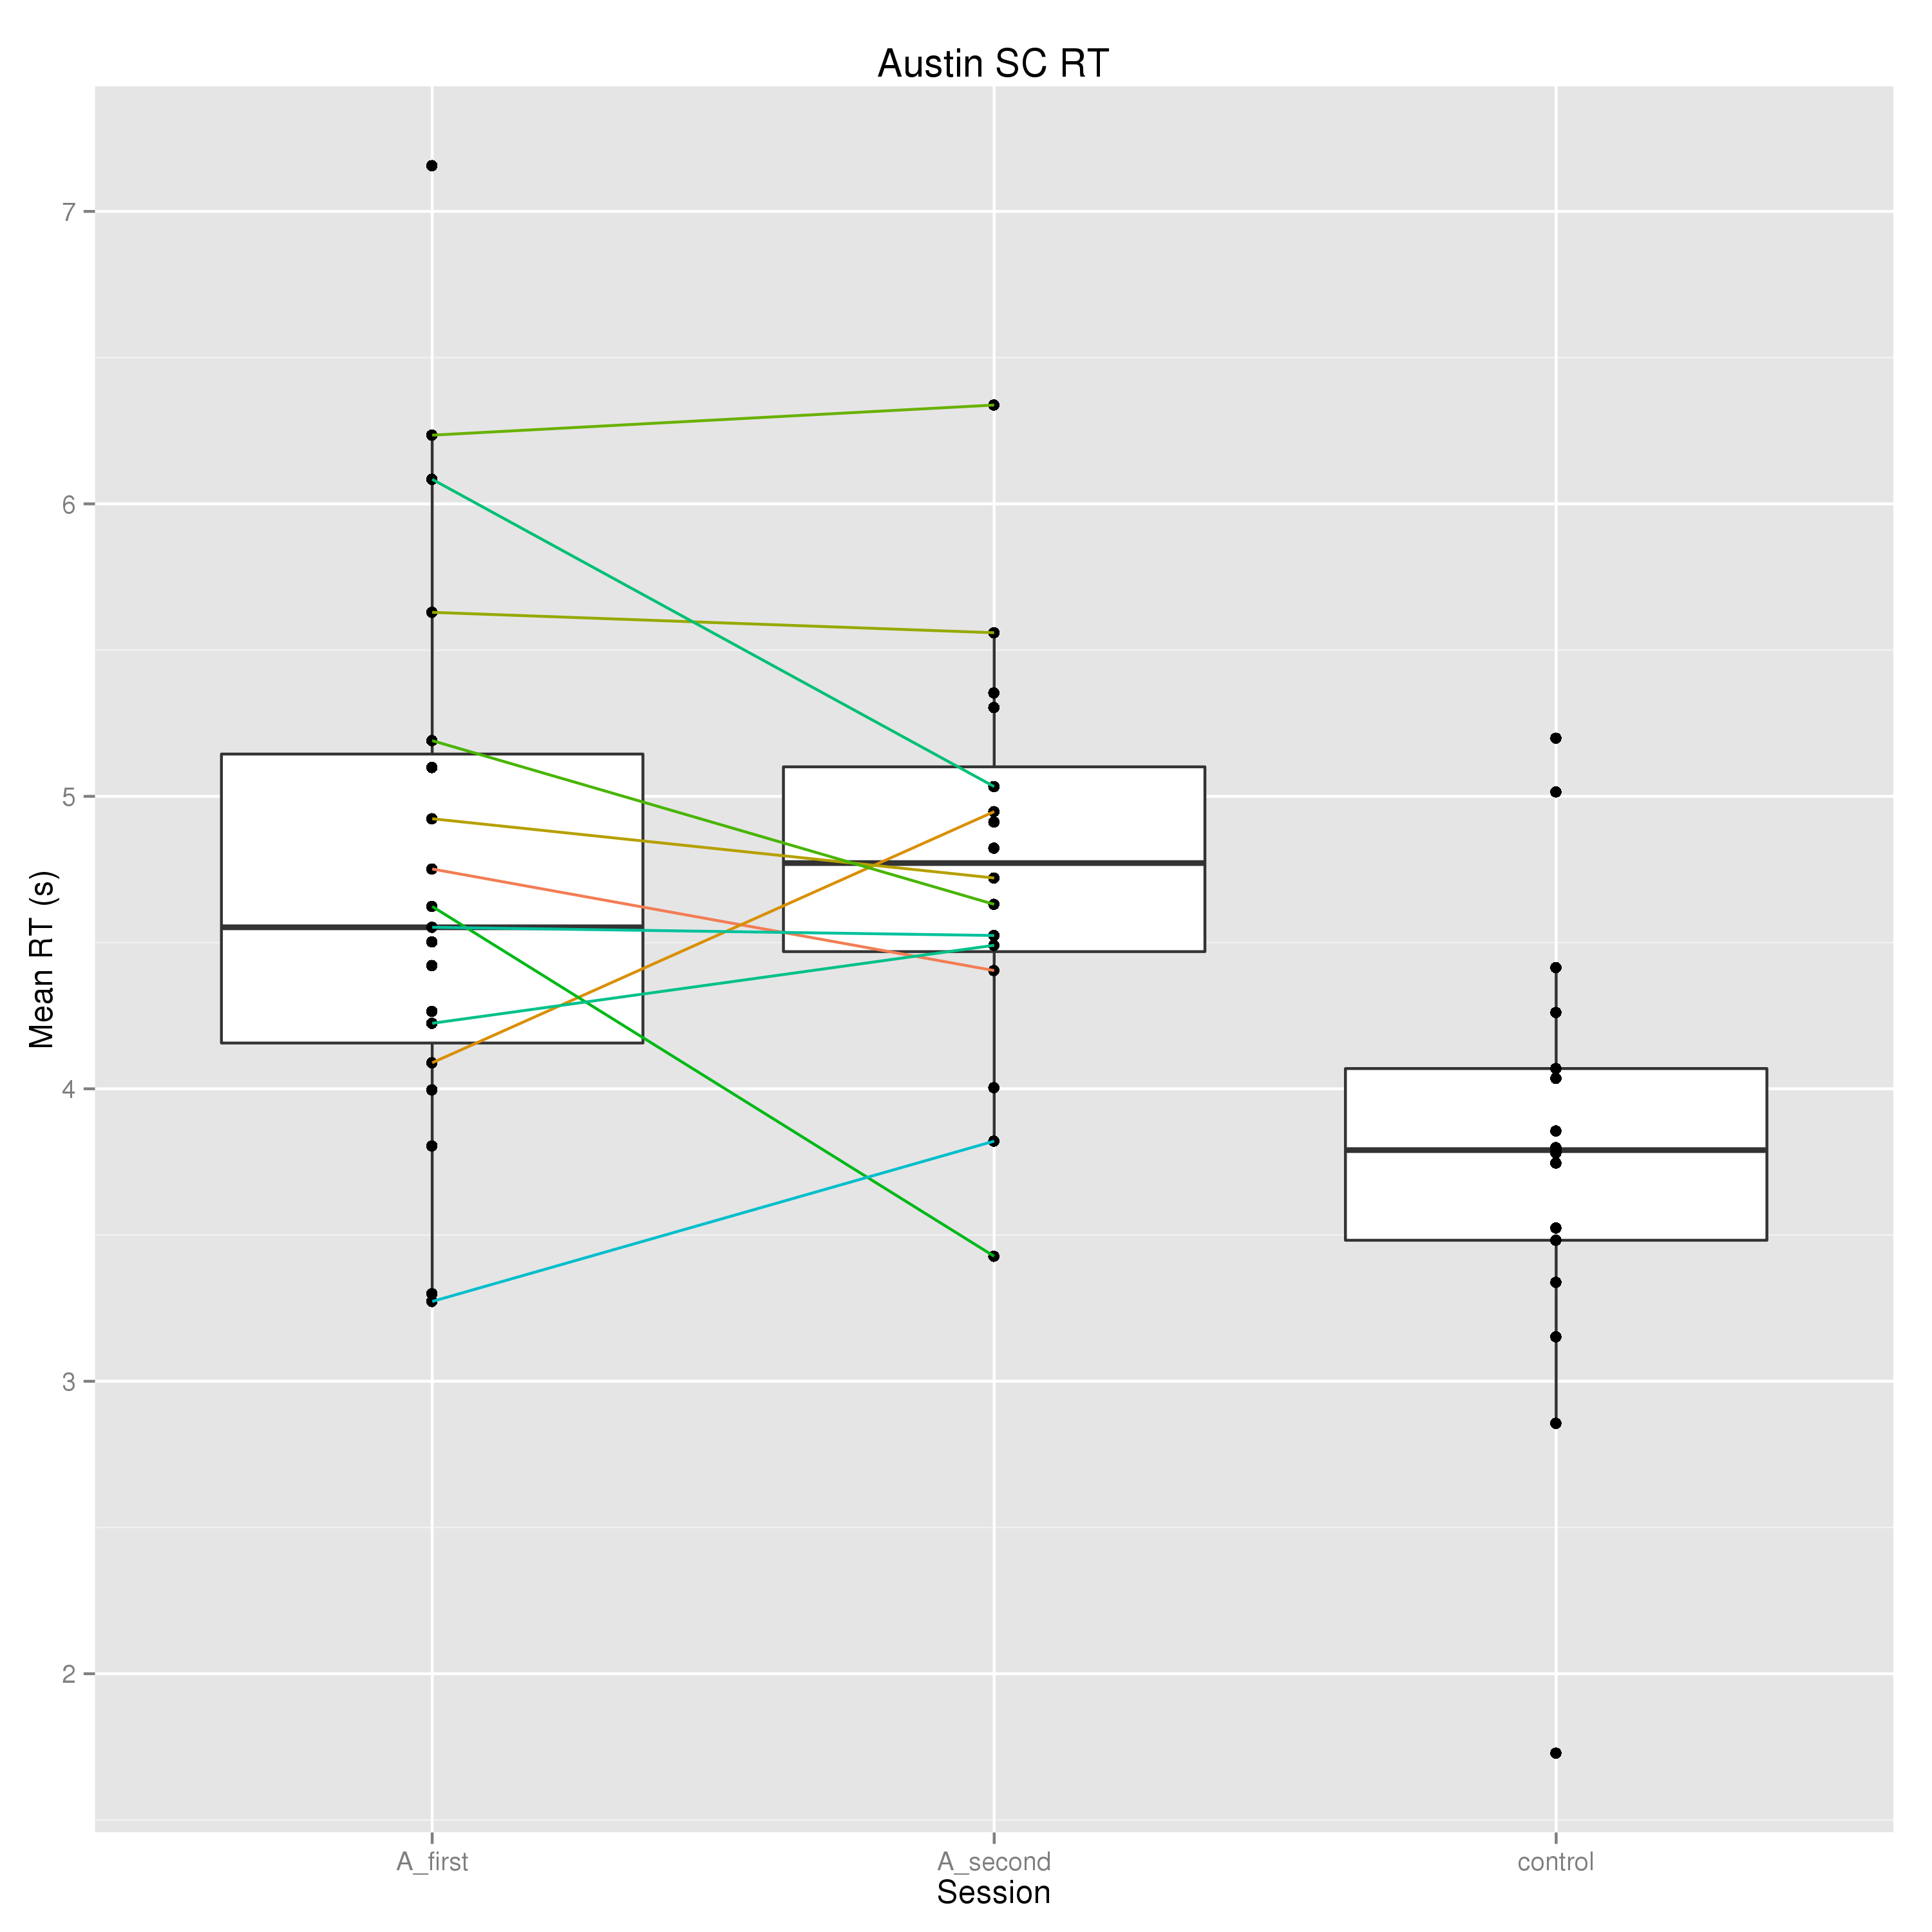 Austin SC RT
Mean RT (s)
7
6
5
4
3
2
A_first
A_second
control
Session